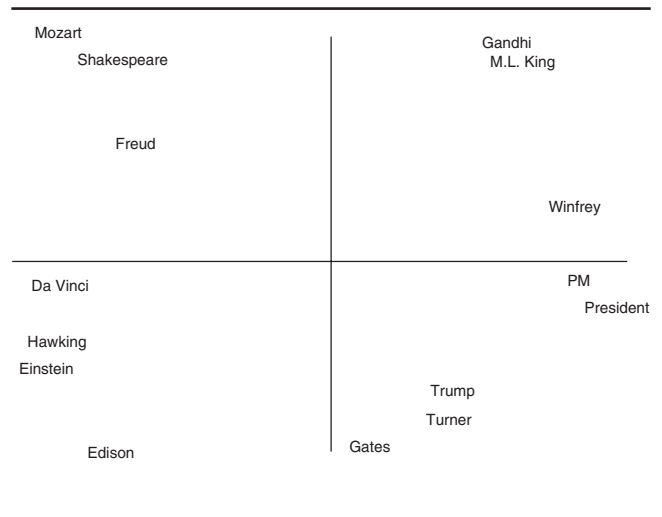 Mozart
Gandhi
Shakespeare
M.L. King
Freud
Winfrey
Da Vinci
PM
President
Hawking
Einstein
Trump
Turner
Gates
Edison